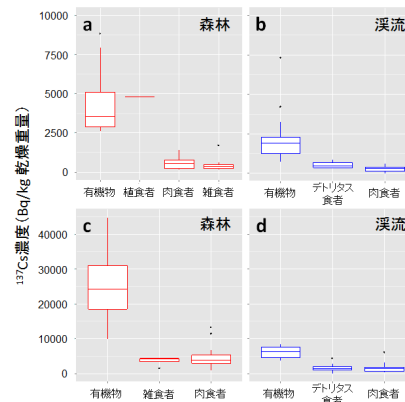 a 森林
b 渓流
10000
7500
5000
2500
0
有機物 植食者 肉食者 雑食者
有機物 デトリタス 肉食者
食者
137Cs濃度(Bq/kg 乾燥重量)
c 森林
d 渓流
40000
30000
20000
10000
0
有機物 雑食者 肉食者
有機物 デトリタス 肉食者
食者